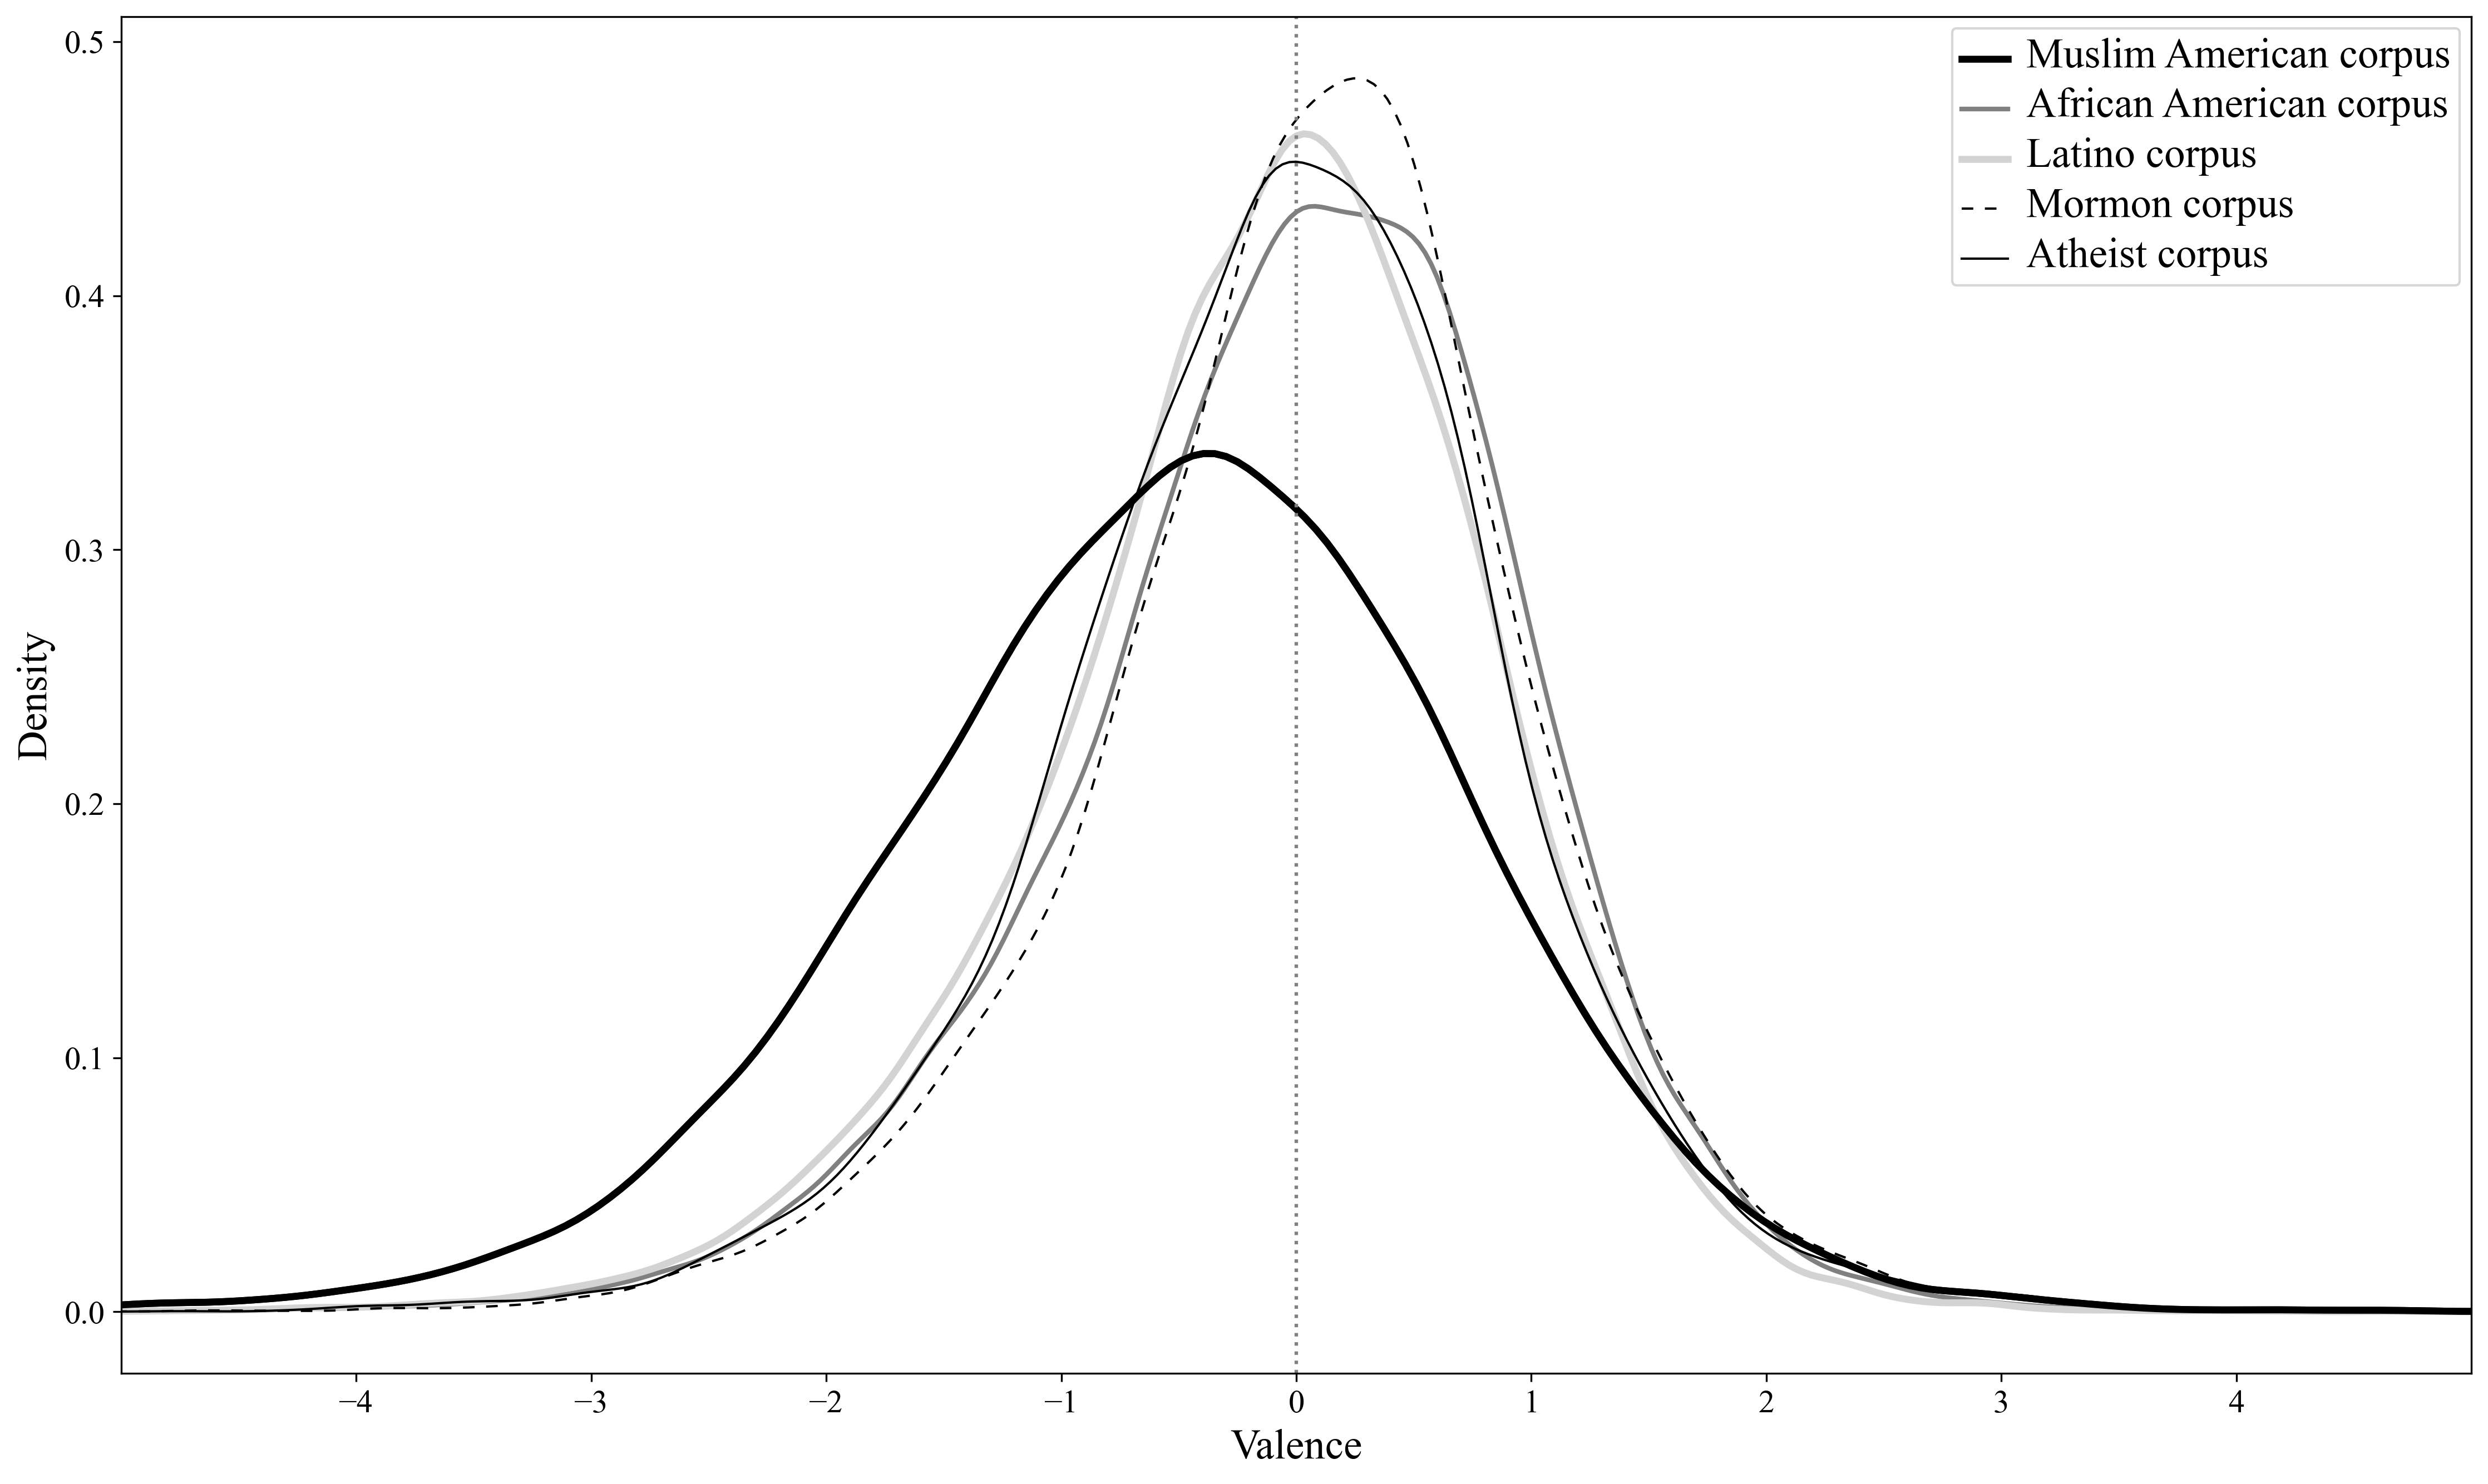 Muslim American corpus
African American corpus
Latino corpus
Mormon corpus
Atheist corpus
0.5
0.4
0.3
0.2
0.1
0.0
Density
−4 −3 −2 −1 0 1 2 3 4
Valence